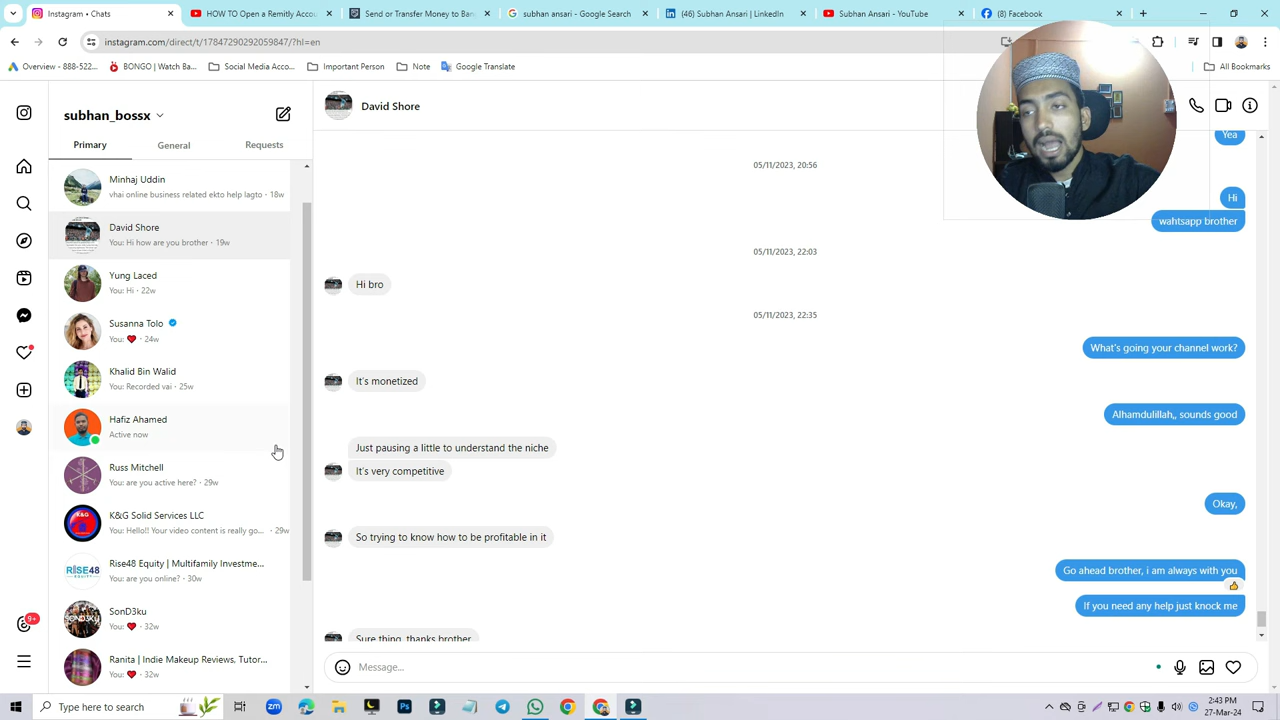 Instagram • Chats
HOW TO Open a Remitly Accou
Send or Transfer Money to Ban
subhan ansari - Google Search
(46) Subhan Ansari | LinkedIn
Subhan Ansari - YouTube
(8) Facebook
instagram.com/direct/t/17847290292059847/?hl=en
Overview - 888-522...
BONGO | Watch Ba...
Social Media Acco...
Important Person
Note
Google Translate
All Bookmarks
subhan_bossx
Primary
General
Requests
Minhaj Uddin
vhai online business related ekto help lagto · 18w
David Shore
You: Hi how are you brother · 19w
Yung Laced
You: Hi · 22w
Susanna Tolo
You: ❤ · 24w
Khalid Bin Walid
You: Recorded vai · 25w
Hafiz Ahamed
Active now
Russ Mitchell
You: are you active here? · 29w
K&G
K&G Solid Services LLC
You: Hello!! Your video content is really go... · 29w
RISE48
EQUITY
Rise48 Equity | Multifamily Investme...
You: are you online? · 30w
SOND3KU
SonD3ku
You: ❤ · 32w
Ranita | Indie Makeup Reviews, Tutor...
You: ❤ · 32w
9+
David Shore
Yea
05/11/2023, 20:56
Hi
wahtsapp brother
05/11/2023, 22:03
Hi bro
05/11/2023, 22:35
What's going your channel work?
It's monetized
Alhamdulillah,, sounds good
Just pausing a little to understand the niche
It's very competitive
Okay,
So trying to know how to be profitable in it
Go ahead brother, i am always with you
If you need any help just knock me
Sure thing, thanks brother
Message...
Type here to search
zm
Ps
2:43 PM
27-Mar-24